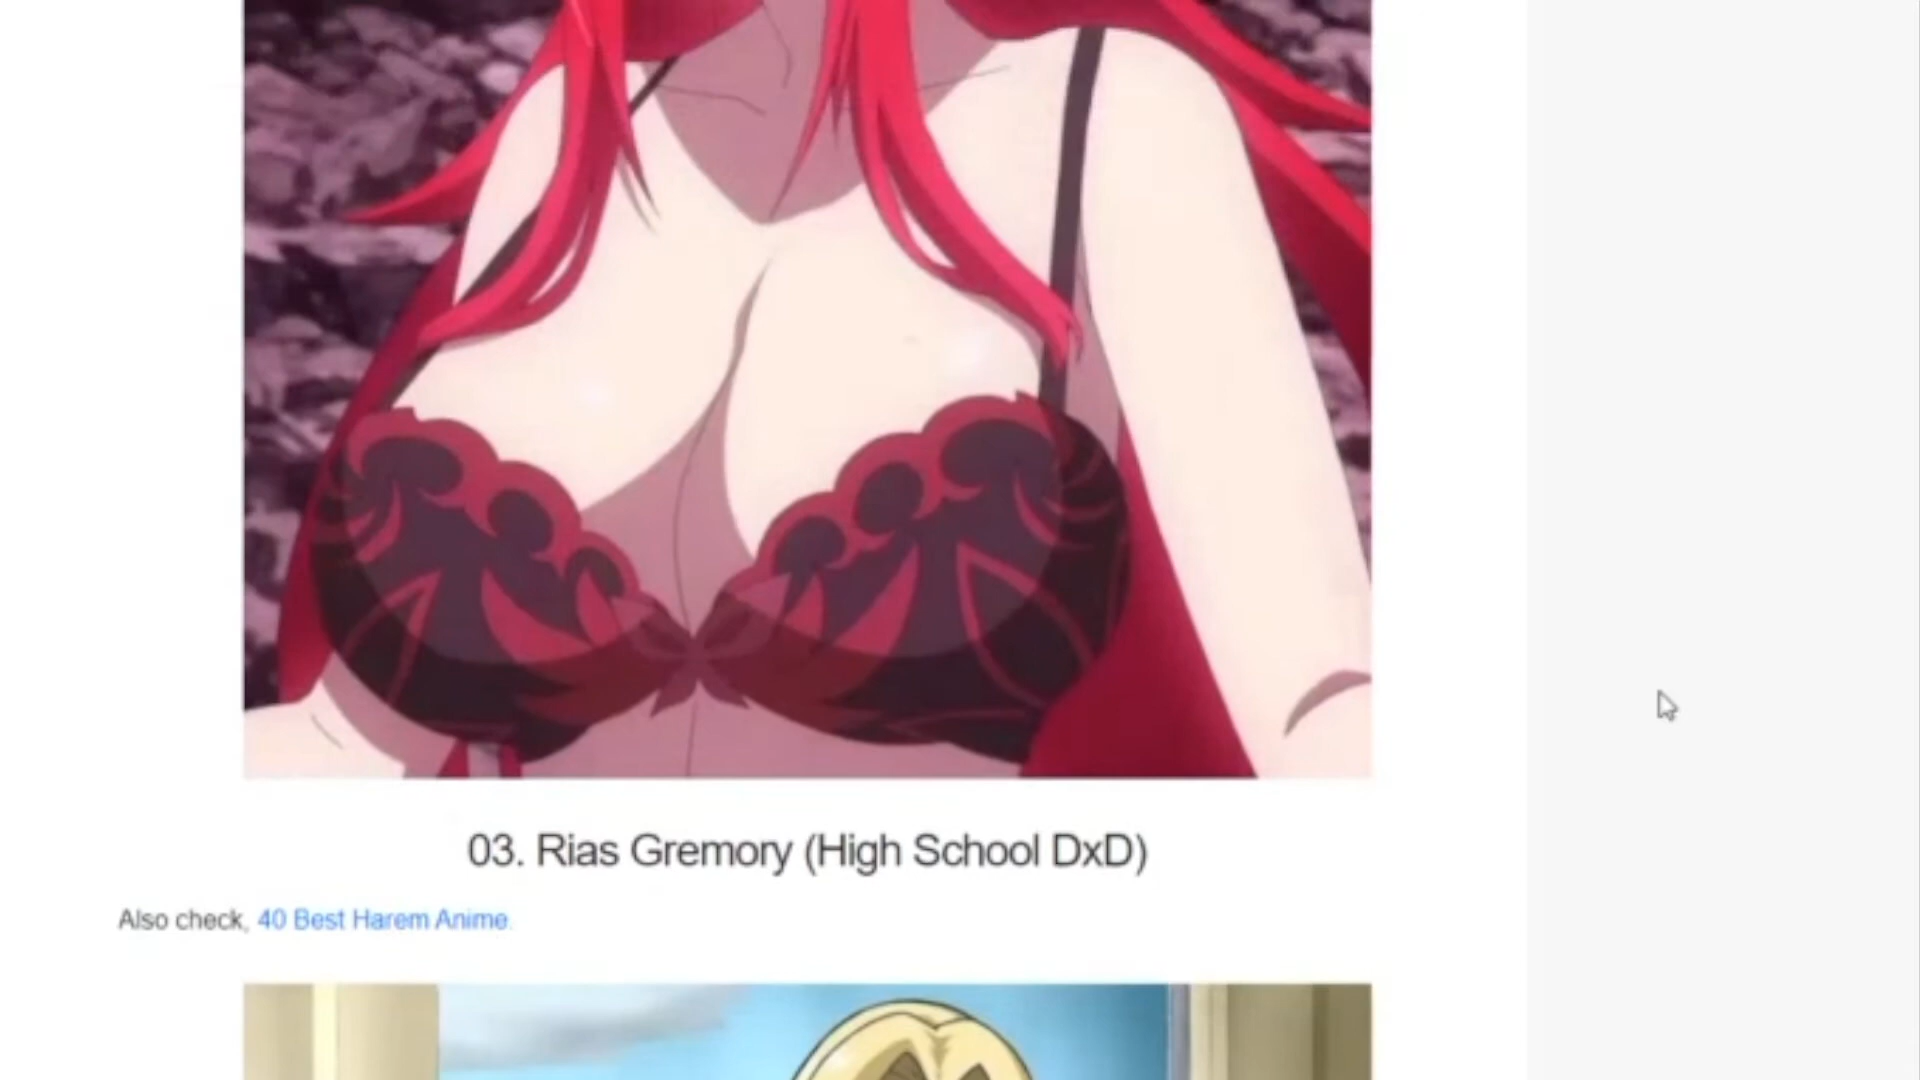 03. Rias Gremory (High School DxD)
Also check, 40 Best Harem Anime.